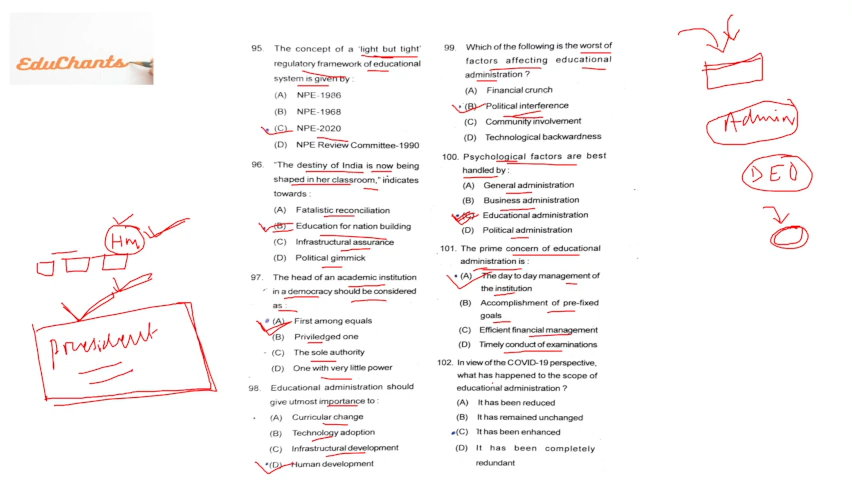 EduChants
95. The concept of a 'light but tight'
regulatory framework of educational
system is given by :
(A) NPE-1986
(B) NPE-1968
(C) NPE-2020
(D) NPE Review Committee-1990
96. "The destiny of India is now being
shaped in her classroom," indicates
towards :
(A) Fatalistic reconciliation
(B) Education for nation building
(C) Infrastructural assurance
(D) Political gimmick
97. The head of an academic institution
in a democracy should be considered
as :
(A) First among equals
(B) Priviledged one
(C) The sole authority
(D) One with very little power
98. Educational administration should
give utmost importance to :
(A) Curricular change
(B) Technology adoption
(C) Infrastructural development
(D) Human development
99. Which of the following is the worst of
factors affecting educational
administration ?
(A) Financial crunch
(B) Political interference
(C) Community involvement
(D) Technological backwardness
100. Psychological factors are best
handled by :
(A) General administration
(B) Business administration
Educational administration
(D) Political administration
101. The prime concern of educational
administration is :
(A) The day to day management of
the institution
(B) Accomplishment of pre-fixed
goals
(C) Efficient financial management
(D) Timely conduct of examinations
102. In view of the COVID-19 perspective,
what has happened to the scope of
educational administration ?
(A) It has been reduced
(B) It has remained unchanged
(C) It has been enhanced
(D) It has been completely
redundant
Hm
President
Admin
DEO